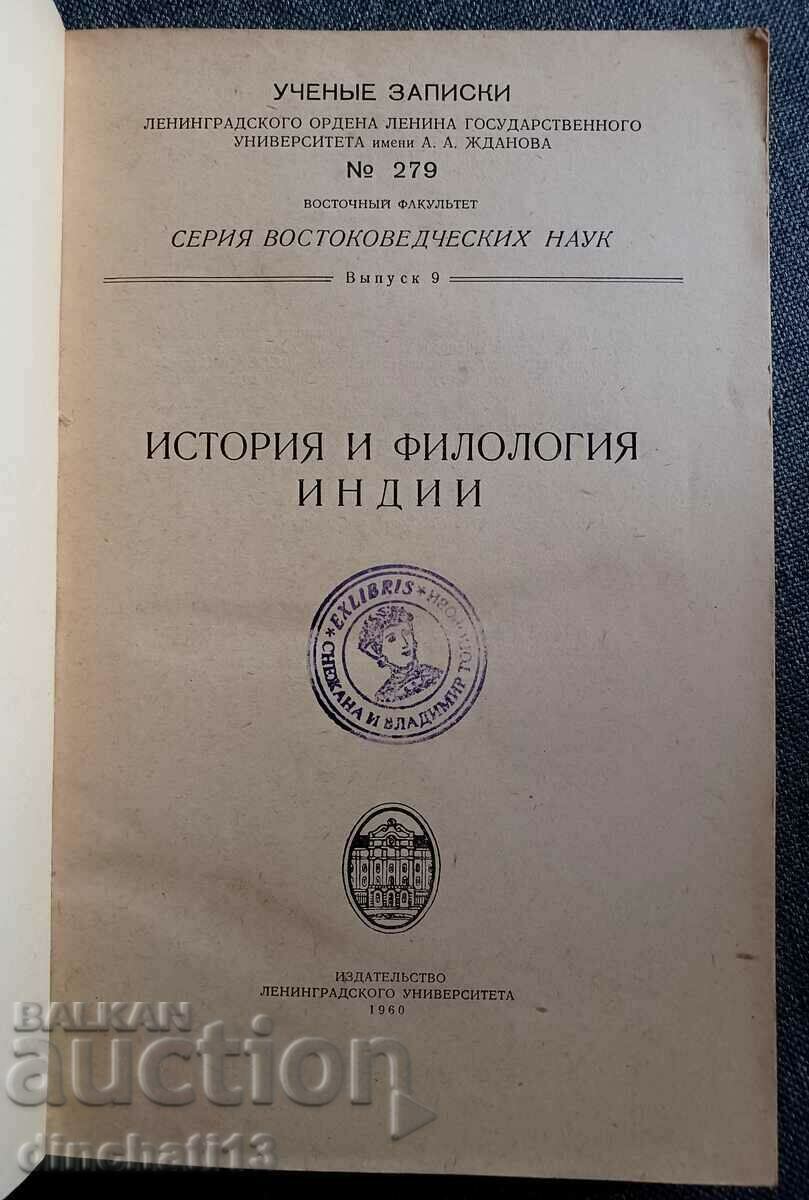 УЧЕНЫЕ ЗАПИСКИ
ЛЕНИНГРАДСКОГО ОРДЕНА ЛЕНИНА ГОСУДАРСТВЕННОГО
УНИВЕРСИТЕТА имени А. А. ЖДАНОВА
№ 279
ВОСТОЧНЫЙ ФАКУЛЬТЕТ
СЕРИЯ ВОСТОКОВЕДЧЕСКИХ НАУК
Выпуск 9
ИСТОРИЯ И ФИЛОЛОГИЯ
ИНДИИ
* EXLIBRIS *
СНЕЖАНА И ВЛАДИМИР
ИЗДАТЕЛЬСТВО
ЛЕНИНГРАДСКОГО УНИВЕРСИТЕТА
1960
BALKAN
auction
dinchati13